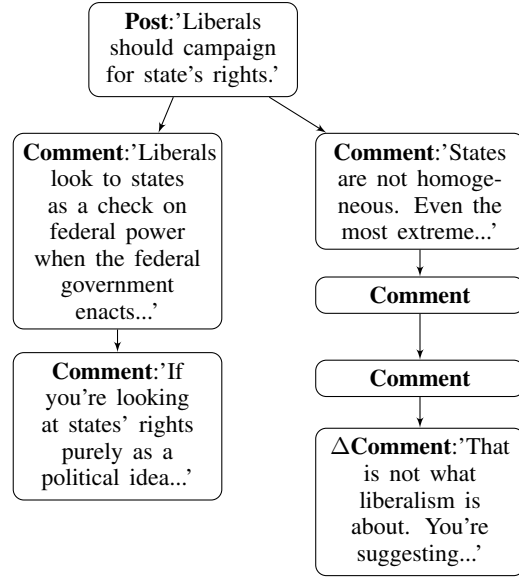 Post:'Liberals
should campaign
for state's rights.'
Comment:'Liberals
look to states
as a check on
federal power
when the federal
government
enacts...'
Comment:'If
you're looking
at states' rights
purely as a
political idea...'
Comment:'States
are not homoge-
neous. Even the
most extreme...'
Comment
Comment
ΔComment:'That
is not what
liberalism is
about. You're
suggesting...'